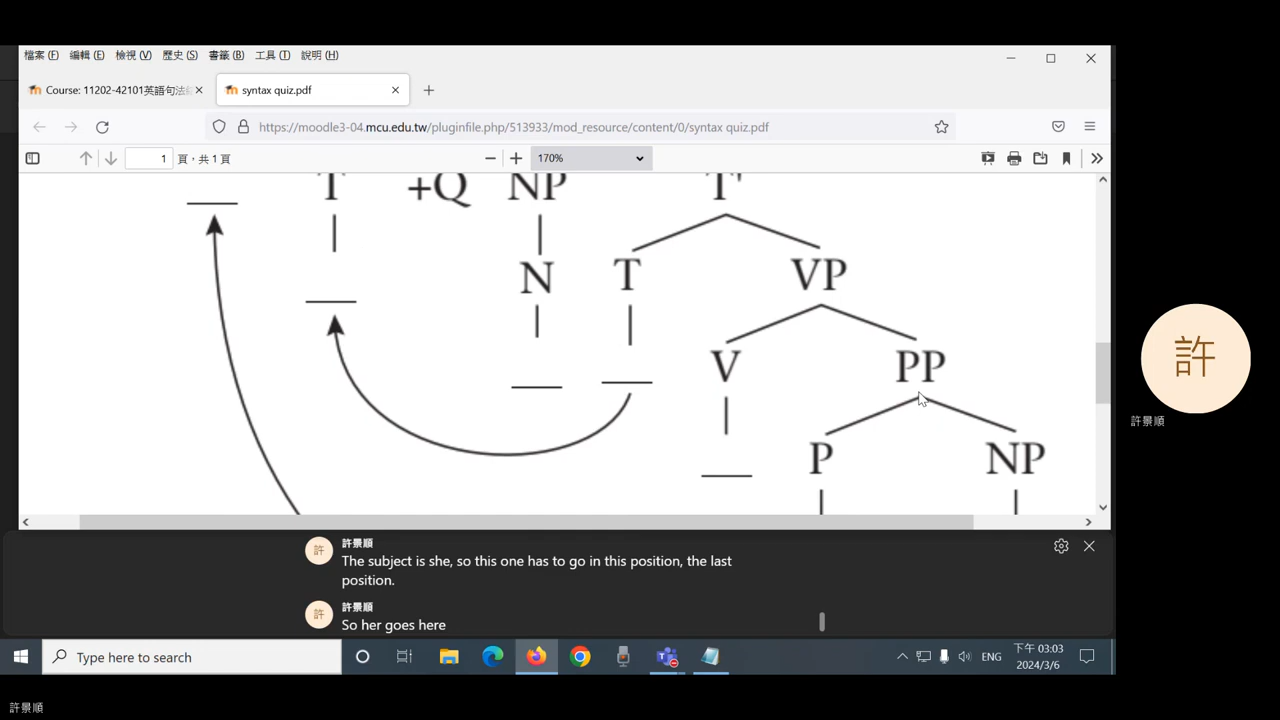 檔案 (F) 編輯 (E) 檢視 (V) 歷史 (S) 書籤 (B) 工具 (T) 說明 (H)
Course: 11202-42101英語句法
syntax quiz.pdf
https://moodle3-04.mcu.edu.tw/pluginfile.php/513933/mod_resource/content/0/syntax quiz.pdf
1 頁，共 1 頁
170%
T +Q NP T'
N T VP
V PP
P NP
許
許景順
許
許景順
The subject is she, so this one has to go in this position, the last
position.
許
許景順
So her goes here
Type here to search
ENG
下午 03:03
2024/3/6
許景順